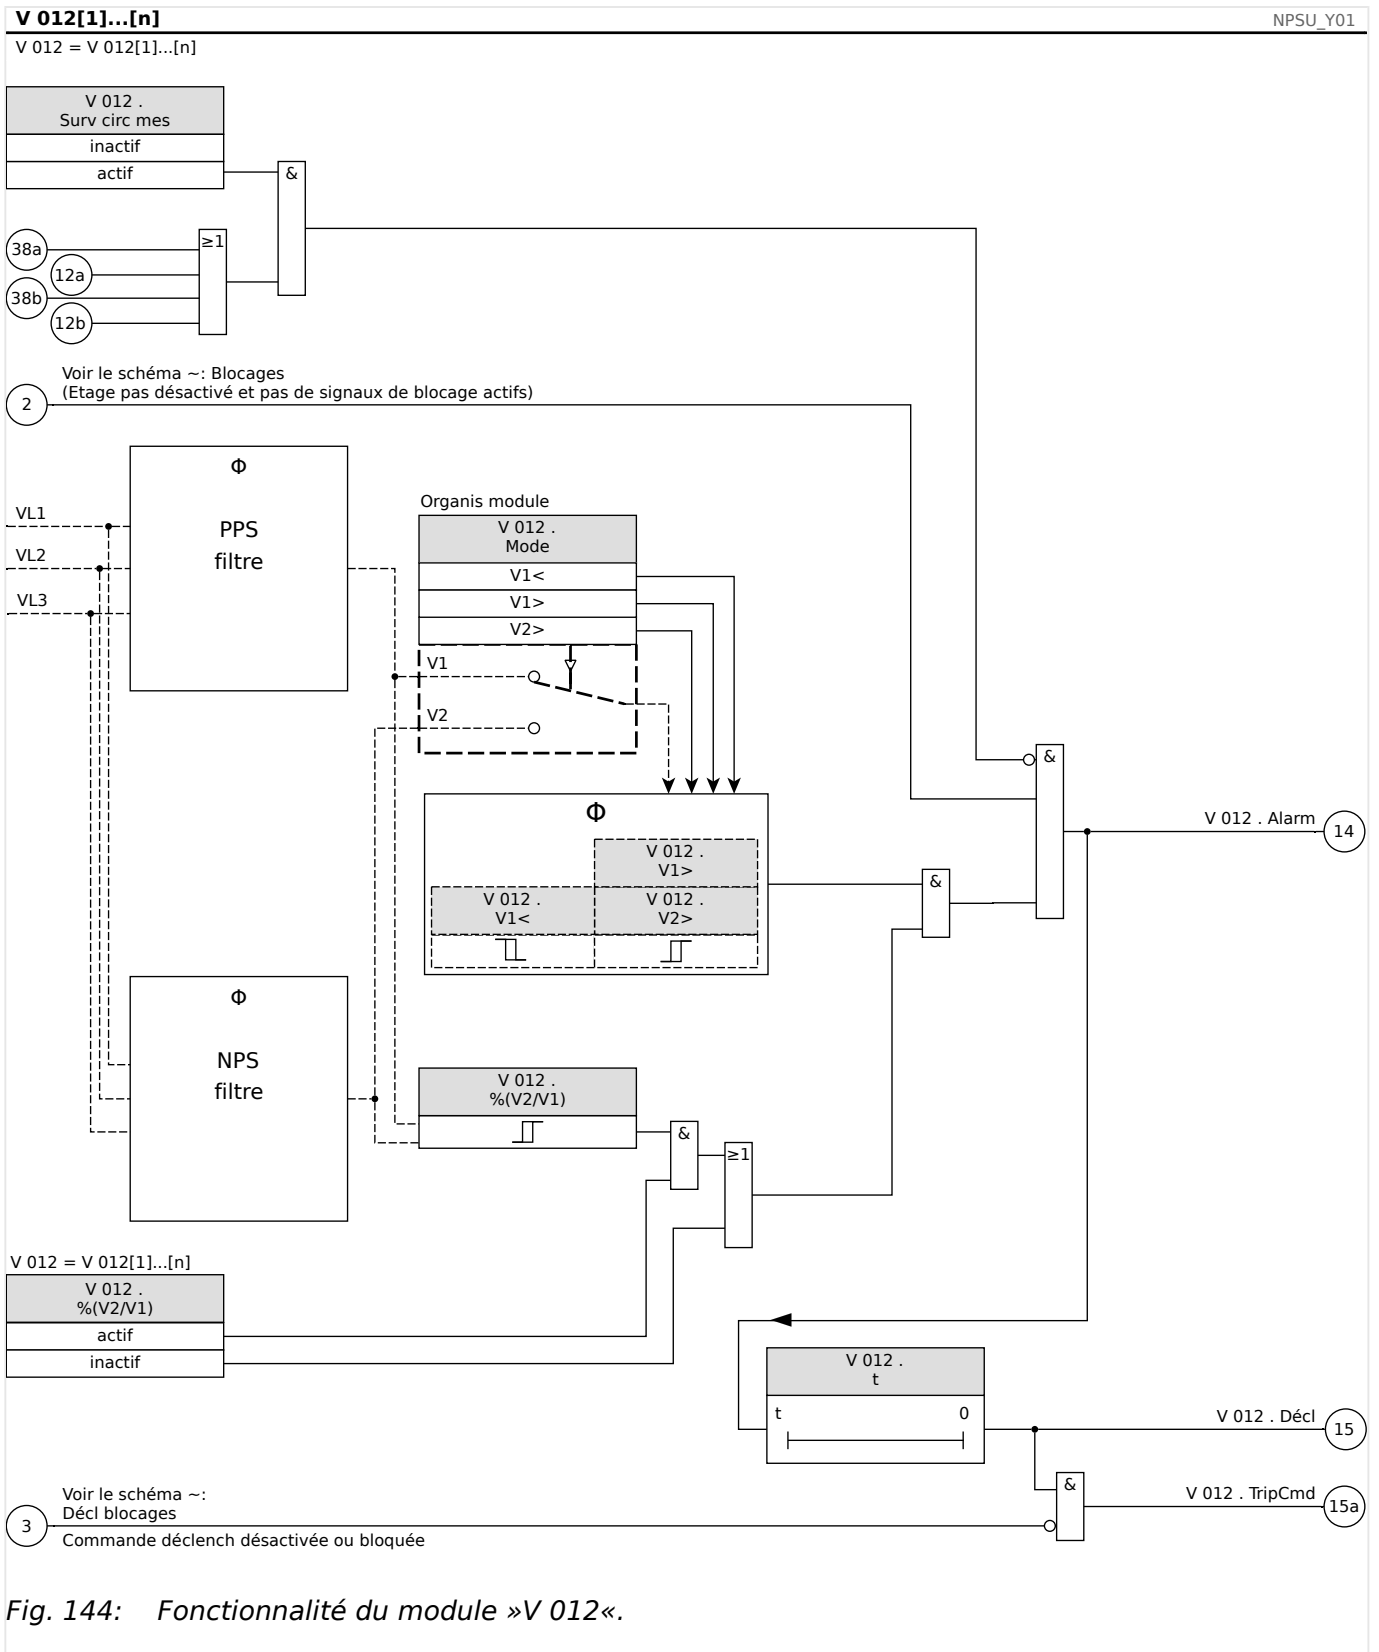 V 012[1]...[n]
NPSU_Y01
V 012 = V 012[1]...[n]
V 012 .
Surv circ mes
inactif
actif
&
≥1
38a
12a
38b
12b
Voir le schéma ~: Blocages
(Etage pas désactivé et pas de signaux de blocage actifs)
2
Φ
PPS
filtre
VL1
VL2
VL3
Organis module
V 012 .
Mode
V1<
V1>
V2>
V1
V2
&
Φ
V 012 .
V1>
V 012 .
V1<
V 012 .
V2>
&
V 012 . Alarm
14
Φ
NPS
filtre
V 012 .
%(V2/V1)
&
≥1
V 012 = V 012[1]...[n]
V 012 .
%(V2/V1)
actif
inactif
V 012 .
t
t
0
V 012 . Décl
15
&
V 012 . TripCmd
15a
Voir le schéma ~:
Décl blocages
3
Commande déclench désactivée ou bloquée
Fig. 144: Fonctionnalité du module »V 012«.